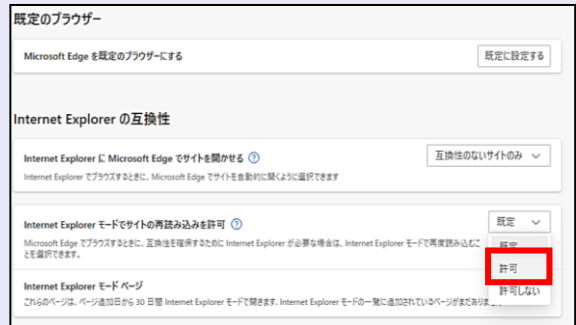 既定のブラウザー
Microsoft Edge を既定のブラウザーにする
既定に設定する
Internet Explorer の互換性
Internet Explorer に Microsoft Edge でサイトを開かせる ?
互換性のないサイトのみ
Internet Explorer でブラウズするときに、Microsoft Edge でサイトを自動的に開くように選択できます
Internet Explorer モードでサイトの再読み込みを許可 ?
既定
Microsoft Edge でブラウズするときに、互換性を確保するために Internet Explorer が必要な場合は、Internet Explorer モードで再度読み込むこ
とを選択できます。
既定
許可
許可しない
Internet Explorer モード ページ
これらのページは、ページ追加日から 30 日間 Internet Explorer モードで開きます. Internet Explorer モードの一覧に追加されているページがまだありま